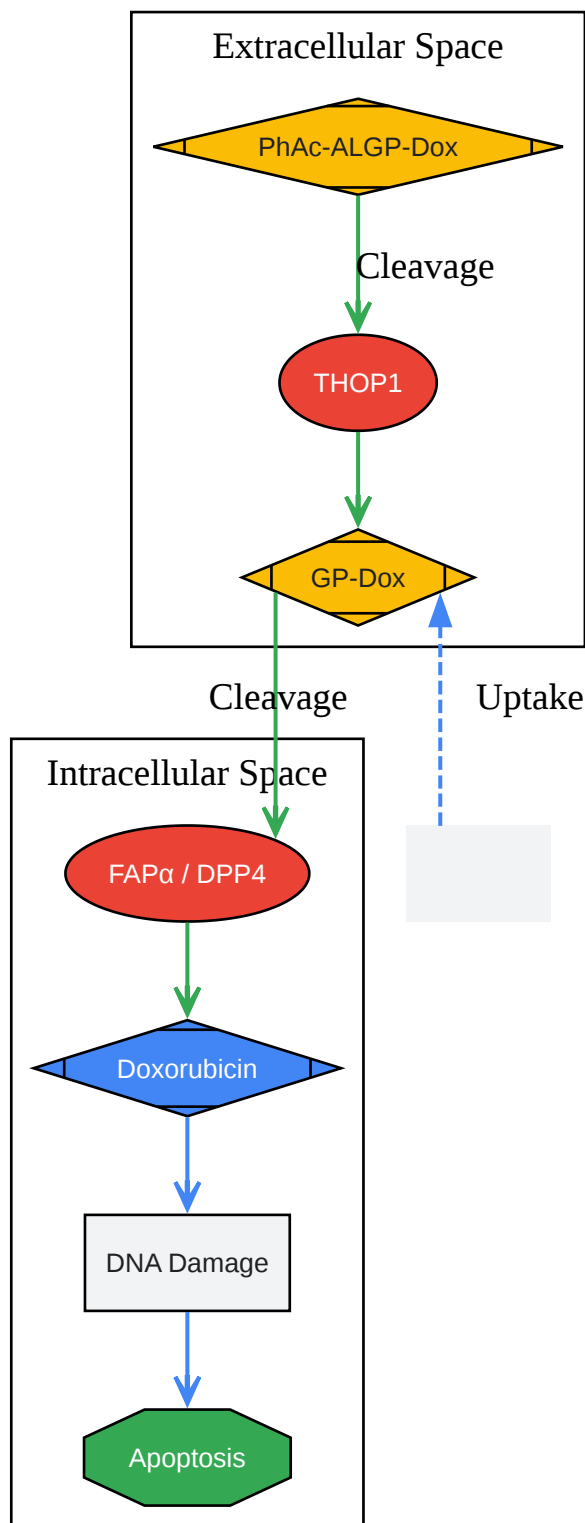 Extracellular Space
PhAc-ALGP-Dox
Cleavage
THOP1
GP-Dox
Cleavage
Uptake
Intracellular Space
FAPα / DPP4
Doxorubicin
DNA Damage
Apoptosis